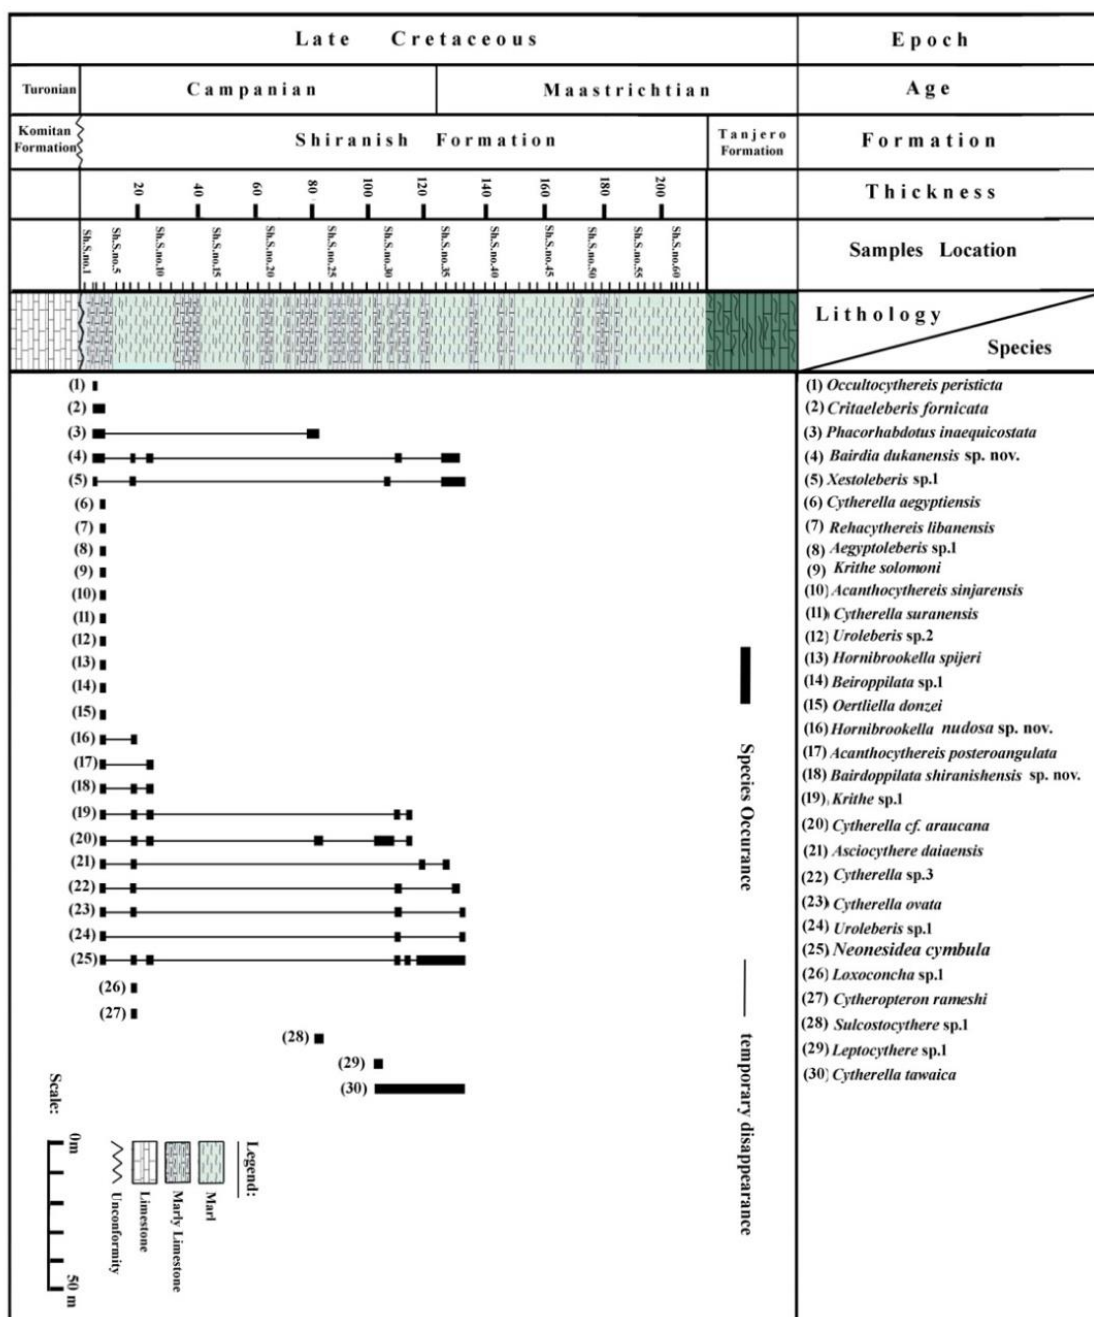 Late Cretaceous
Epoch
Turonian
Campanian
Maastrichtian
Age
Komitan
Formation
Shiranish Formation
Tanjero
Formation
Formation
20
40
60
80
100
120
140
160
180
200
Thickness
Sh.S.no.1
Sh.S.no.5
Sh.S.no.10
Sh.S.no.15
Sh.S.no.20
Sh.S.no.25
Sh.S.no.30
Sh.S.no.35
Sh.S.no.40
Sh.S.no.45
Sh.S.no.50
Sh.S.no.55
Sh.S.no.60
Samples Location
Lithology
Species
(1)
(2)
(3)
(4)
(5)
(6)
(7)
(8)
(9)
(10)
(11)
(12)
(13)
(14)
(15)
(16)
(17)
(18)
(19)
(20)
(21)
(22)
(23)
(24)
(25)
(26)
(27)
(28)
(29)
(30)
(1) Occultocythereis peristicta
(2) Critaeleberis fornicata
(3) Phacorhabdotus inaequicostata
(4) Bairdia dukanensis sp. nov.
(5) Xestoleberis sp.1
(6) Cytherella aegyptiensis
(7) Rehacythereis libanensis
(8) Aegyptoleberis sp.1
(9) Krithe solomoni
(10) Acanthocythereis sinjarensis
(11) Cytherella suranensis
(12) Uroleberis sp.2
(13) Hornibrookella spijeri
(14) Beiroppilata sp.1
(15) Oertliella donzei
(16) Hornibrookella nudosa sp. nov.
(17) Acanthocythereis posteroangulata
(18) Bairdoppilata shiranishensis sp. nov.
(19) Krithe sp.1
(20) Cytherella cf. araucana
(21) Asciocythere daiaensis
(22) Cytherella sp.3
(23) Cytherella ovata
(24) Uroleberis sp.1
(25) Neonesidea cymbula
(26) Loxoconcha sp.1
(27) Cytheropteron rameshi
(28) Sulcostocythere sp.1
(29) Leptocythere sp.1
(30) Cytherella tawaica
Species Occurance
temporary disappearance
Legend:
Marl
Marly Limestone
Limestone
Unconformity
Scale:
0m
50 m